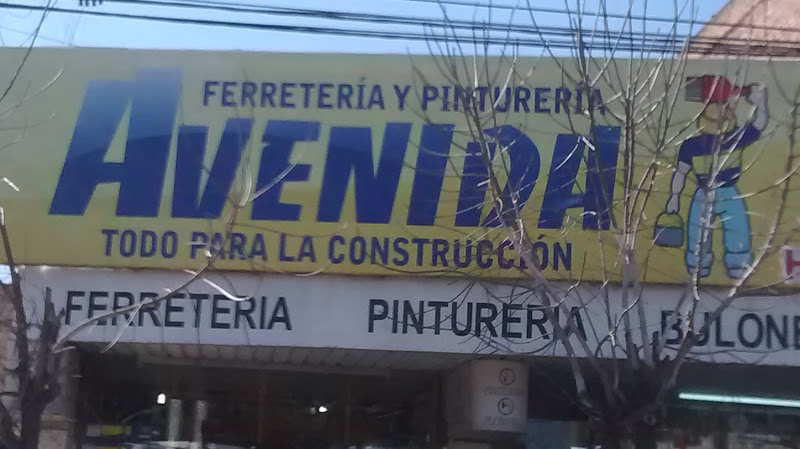 FERRETERÍA Y PINTURERÍA
AVENIDA
TODO PARA LA CONSTRUCCIÓN
H
FERRETERIA PINTURERIA BULONE